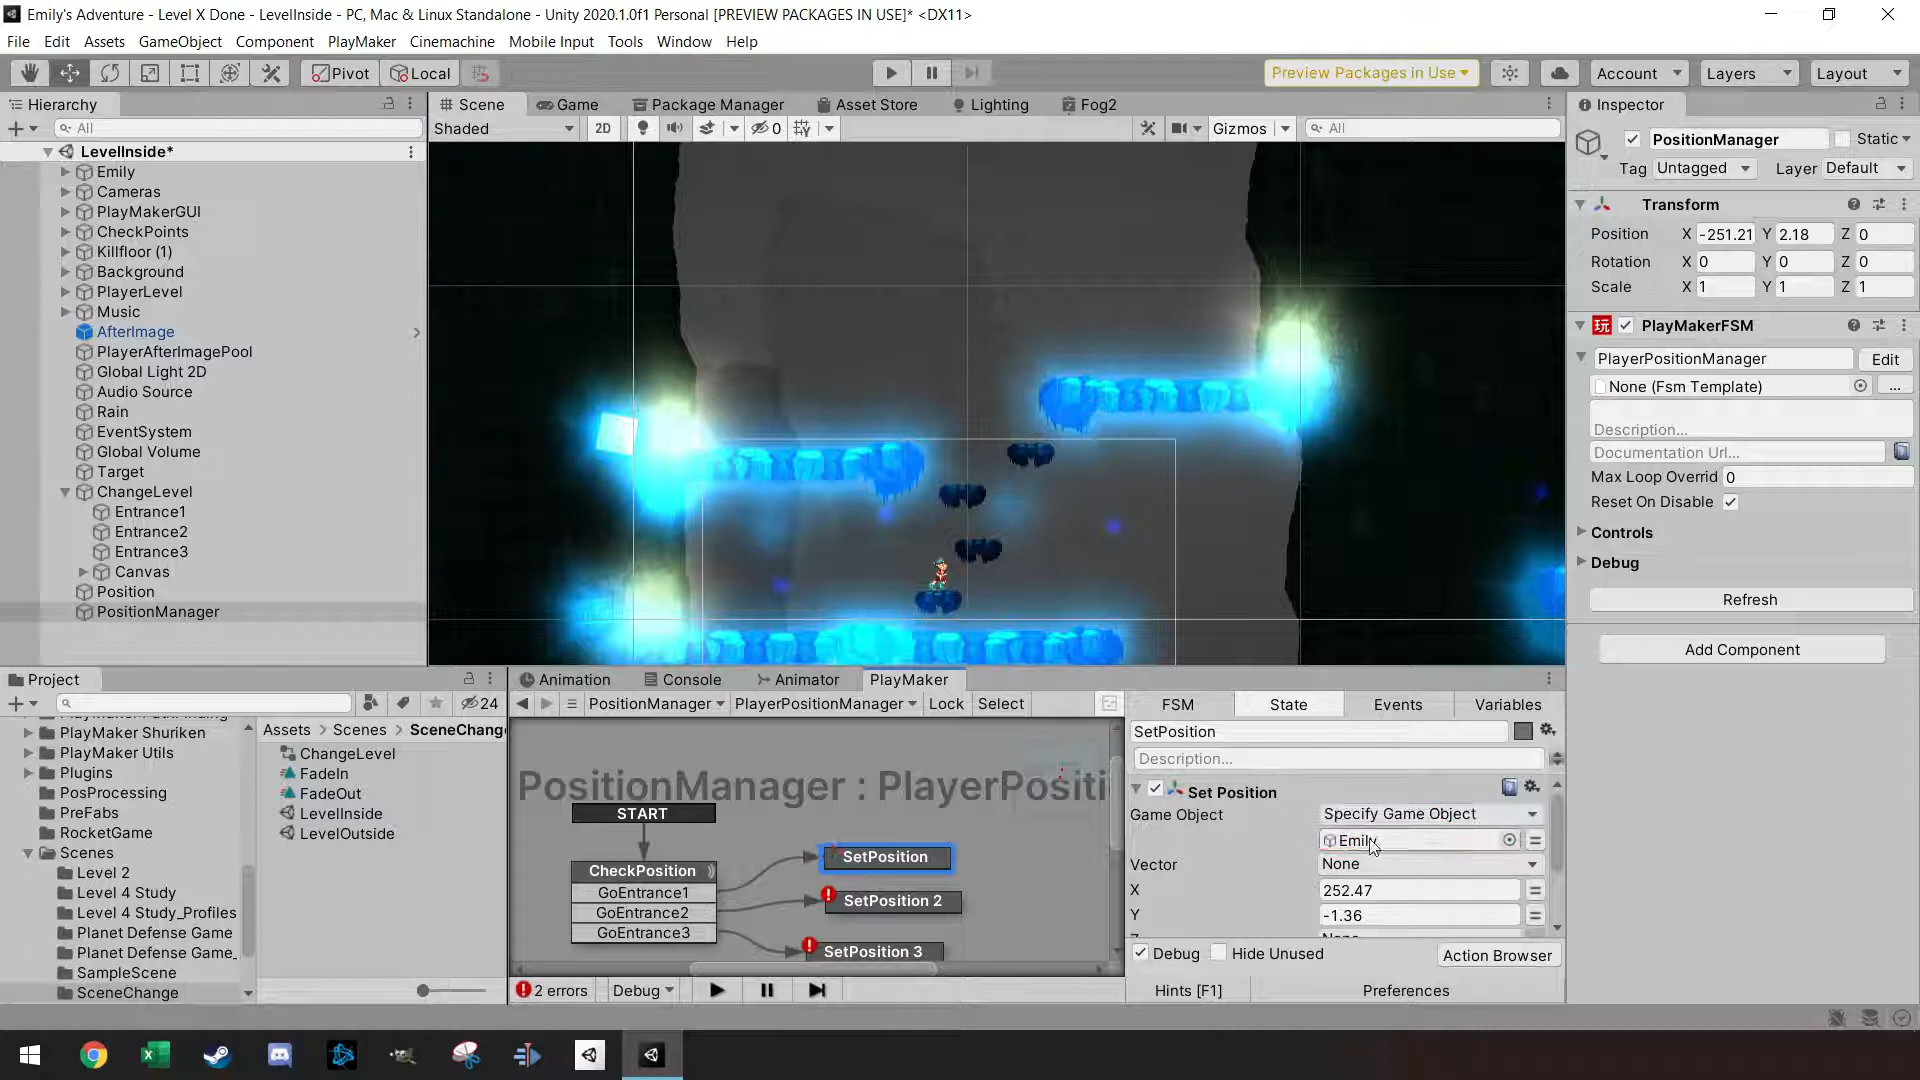 Emily's Adventure - Level X Done - LevelInside - PC, Mac & Linux Standalone - Unity 2020.1.0f1 Personal [PREVIEW PACKAGES IN USE]* <DX11>
File Edit Assets GameObject Component PlayMaker Cinemachine Mobile Input Tools Window Help
Pivot Local Preview Packages in Use Account Layers Layout
Hierarchy
All
LevelInside*
Emily
Cameras
PlayMakerGUI
CheckPoints
Killfloor (1)
Background
PlayerLevel
Music
AfterImage
PlayerAfterImagePool
Global Light 2D
Audio Source
Rain
EventSystem
Global Volume
Target
ChangeLevel
Entrance1
Entrance2
Entrance3
Canvas
Position
PositionManager
Scene Game Package Manager Asset Store Lighting Fog2
Shaded 2D 0 Gizmos All
Inspector
PositionManager Static
Tag Untagged Layer Default
Transform
Position X -251.21 Y 2.18 Z 0
Rotation X 0 Y 0 Z 0
Scale X 1 Y 1 Z 1
玩 PlayMakerFSM
PlayerPositionManager Edit
None (Fsm Template) ...
Description...
Documentation Url...
Max Loop Overrid 0
Reset On Disable
Controls
Debug
Refresh
Add Component
Project
24
PlayMaker Shuriken
PlayMaker Utils
Plugins
PosProcessing
PreFabs
RocketGame
Scenes
Level 2
Level 4 Study
Level 4 Study_Profiles
Planet Defense Game
Planet Defense Game_
SampleScene
SceneChange
Assets > Scenes > SceneChang
ChangeLevel
FadeIn
FadeOut
LevelInside
LevelOutside
Animation Console Animator PlayMaker
PositionManager PlayerPositionManager Lock Select
PositionManager : PlayerPositi
START
CheckPosition
GoEntrance1
GoEntrance2
GoEntrance3
SetPosition
SetPosition 2
SetPosition 3
2 errors Debug
FSM State Events Variables
SetPosition
Description...
Set Position
Game Object Specify Game Object
Emily
Vector None
X 252.47
Y -1.36
Debug Hide Unused Action Browser
Hints [F1] Preferences